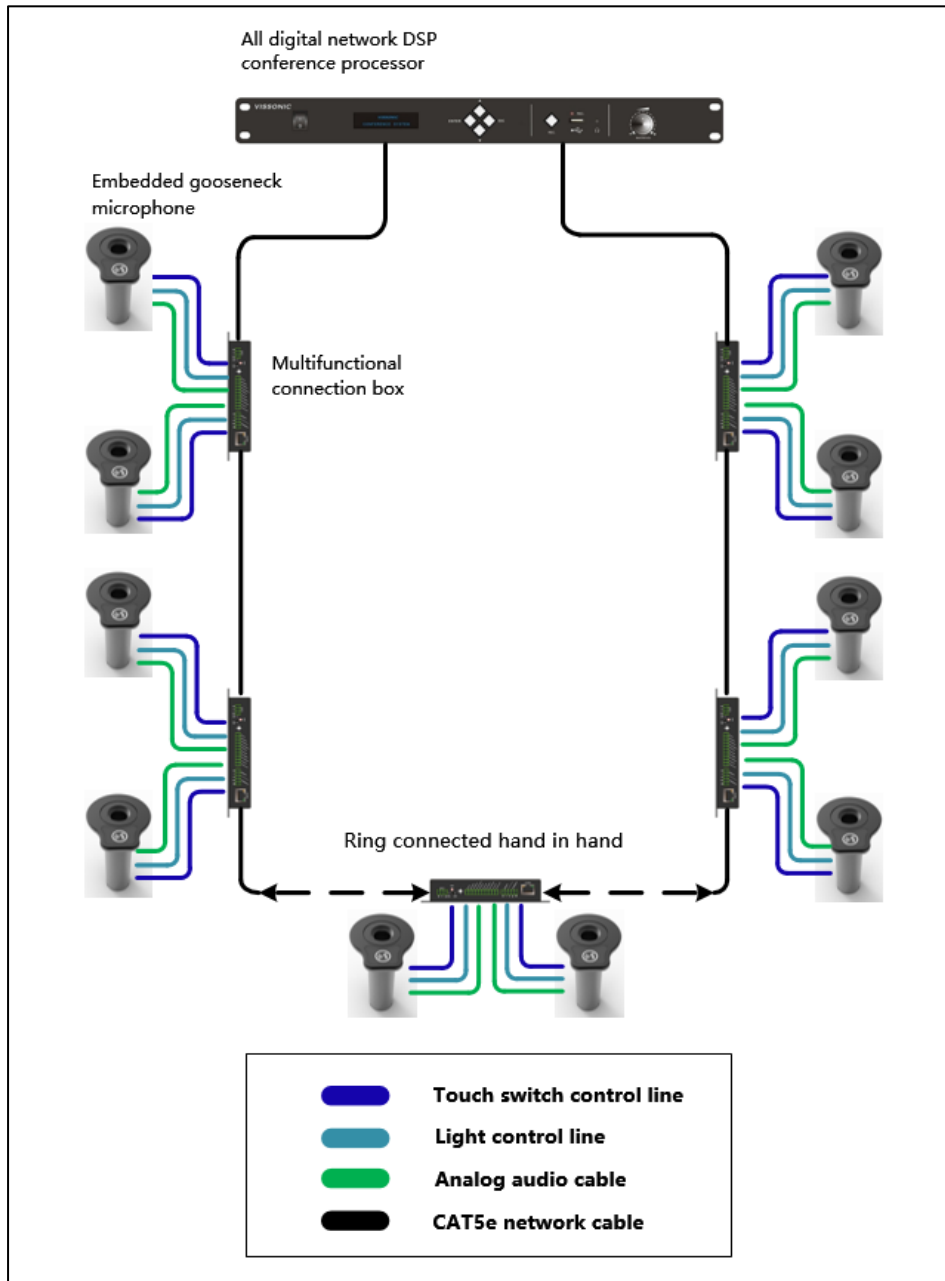 All digital network DSP
conference processor
VISSONIC
Embedded gooseneck
microphone
Multifunctional
connection box
Ring connected hand in hand
Touch switch control line
Light control line
Analog audio cable
CAT5e network cable